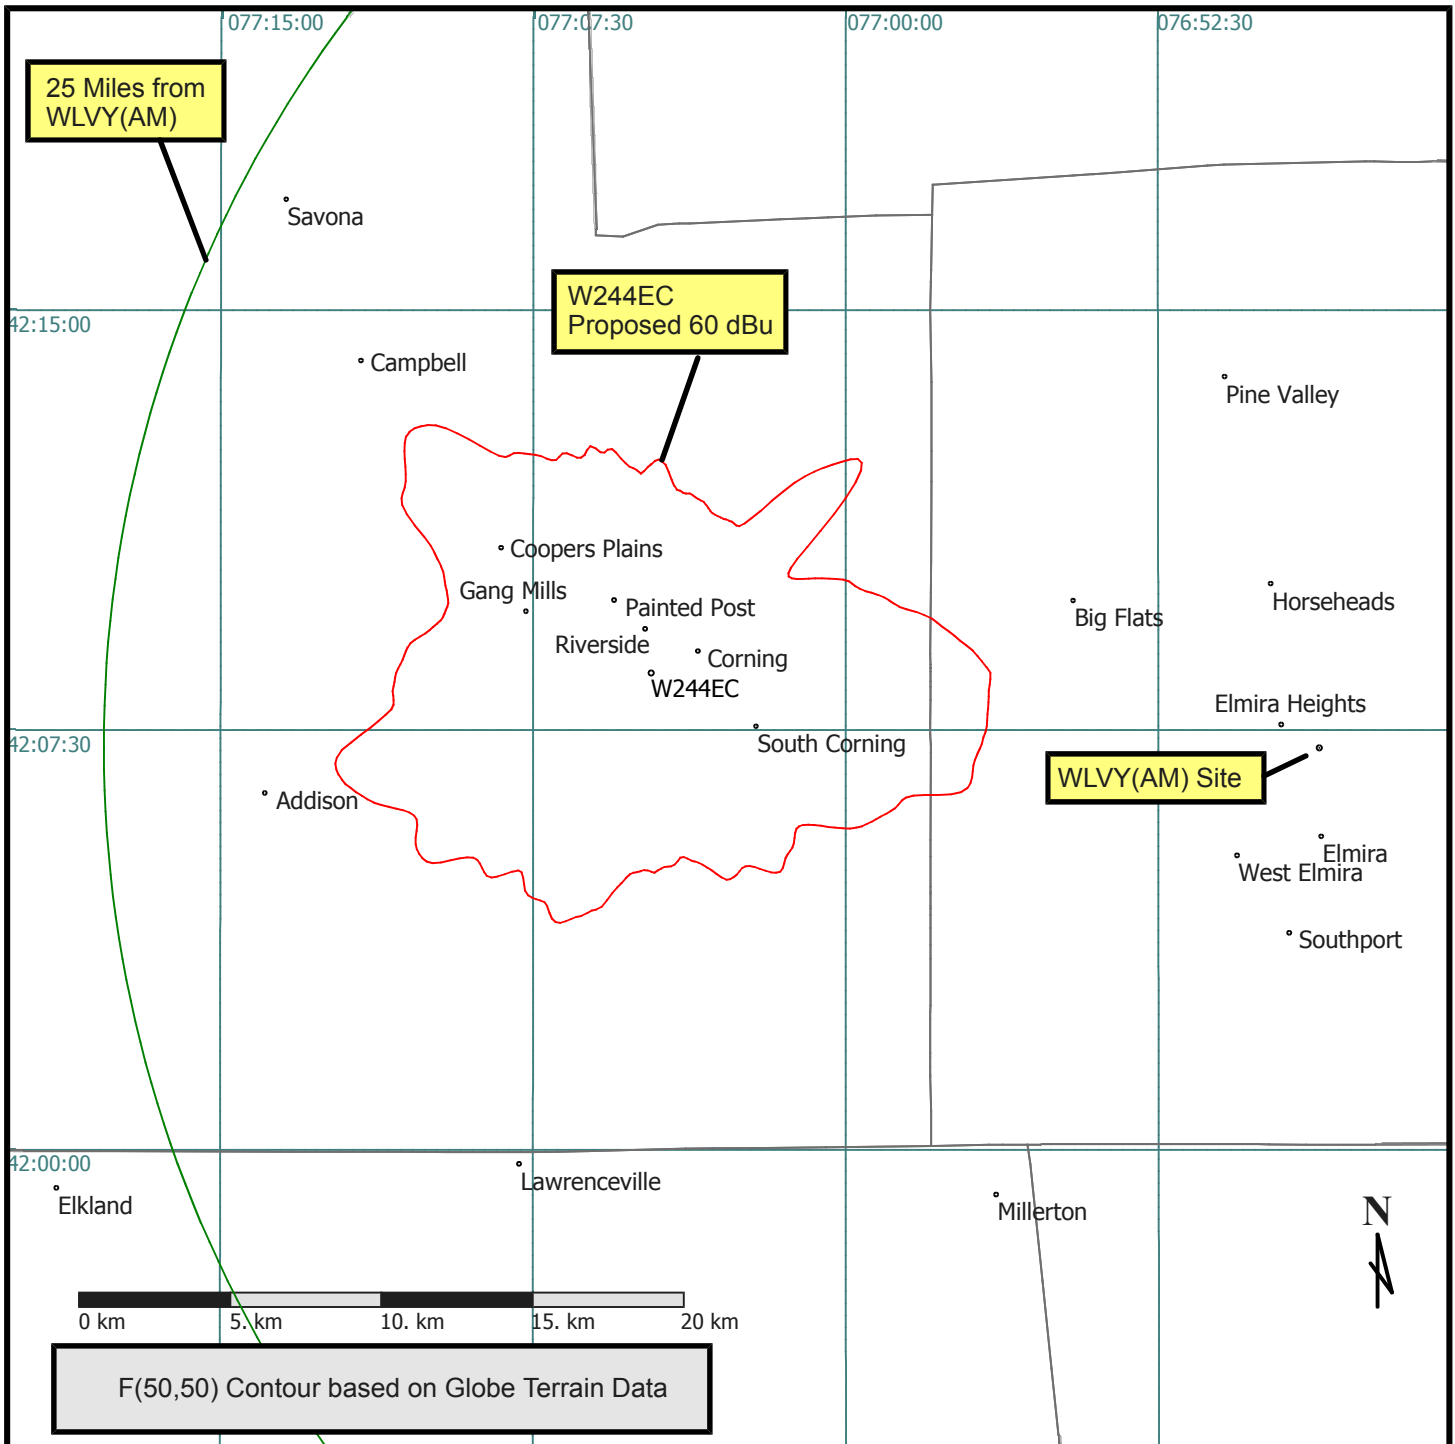 077:15:00
077:07:30
077:00:00
076:52:30
25 Miles from
WLVY(AM)
Savona
W244EC
Proposed 60 dBu
42:15:00
Campbell
Pine Valley
Coopers Plains
Gang Mills
Painted Post
Horseheads
Big Flats
Riverside
Corning
W244EC
Elmira Heights
42:07:30
South Corning
WLVY(AM) Site
Addison
Elmira
West Elmira
Southport
42:00:00
Lawrenceville
Elkland
Millerton
N
0 km
5. km
10. km
15. km
20 km
F(50,50) Contour based on Globe Terrain Data